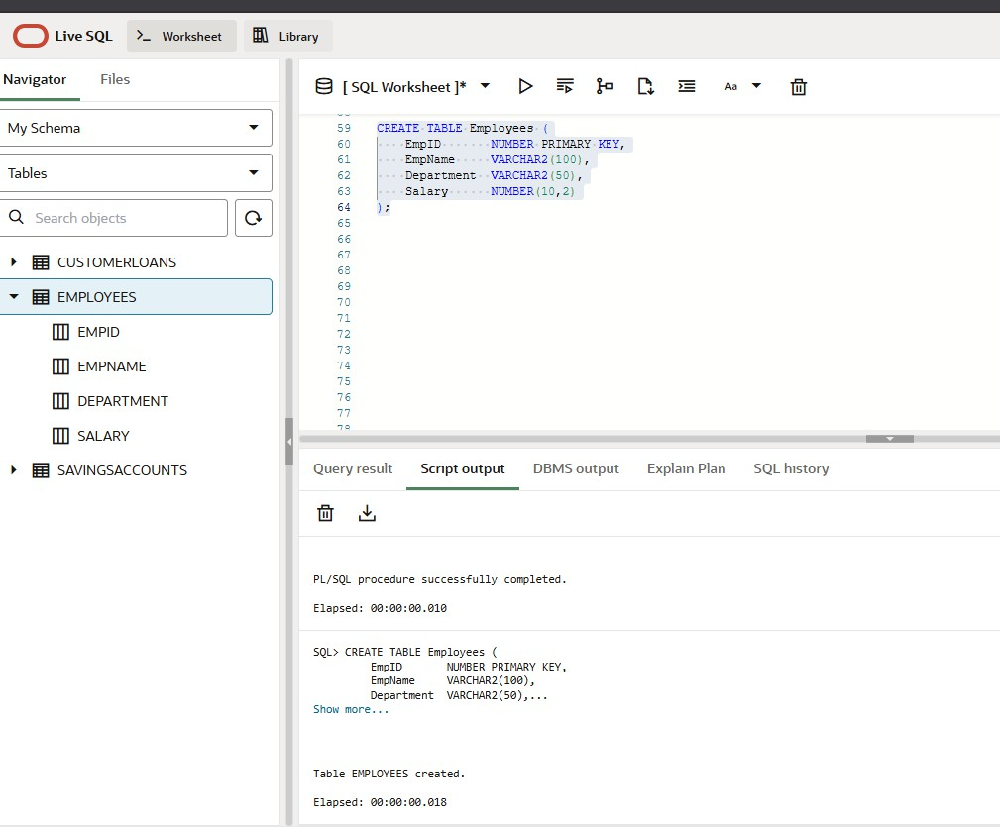 Live SQL
Worksheet
Library
Navigator
Files
My Schema
Tables
Search objects
CUSTOMERLOANS
EMPLOYEES
EMPID
EMPNAME
DEPARTMENT
SALARY
SAVINGSACCOUNTS
[ SQL Worksheet ]*
Aa
59 CREATE TABLE Employees (
60 EmpID NUMBER PRIMARY KEY,
61 EmpName VARCHAR2(100),
62 Department VARCHAR2(50),
63 Salary NUMBER(10,2)
64 );
65
66
67
68
69
70
71
72
73
74
75
76
77
78
Query result
Script output
DBMS output
Explain Plan
SQL history
PL/SQL procedure successfully completed.
Elapsed: 00:00:00.010
SQL> CREATE TABLE Employees (
EmpID NUMBER PRIMARY KEY,
EmpName VARCHAR2(100),
Department VARCHAR2(50),...
Show more...
Table EMPLOYEES created.
Elapsed: 00:00:00.018